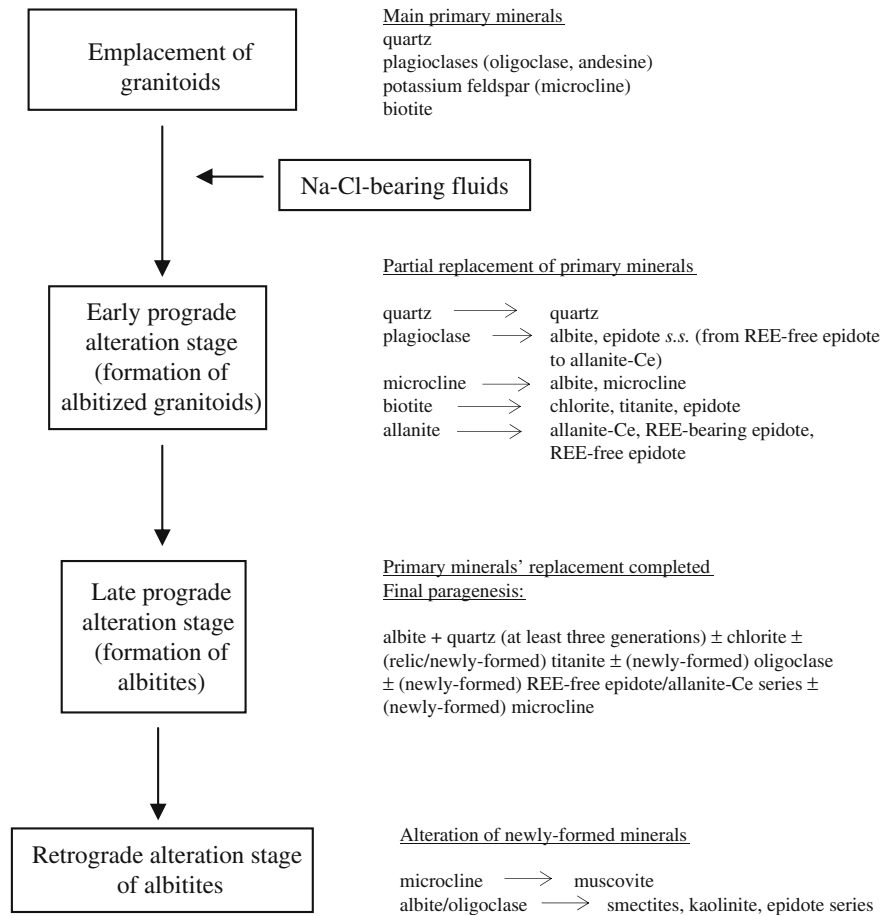 Emplacement of
granitoids
Main primary minerals
quartz
plagioclases (oligoclase, andesine)
potassium feldspar (microcline)
biotite
Na-Cl-bearing fluids
Early prograde
alteration stage
(formation of
albitized granitoids)
Partial replacement of primary minerals
quartz → quartz
plagioclase → albite, epidote s.s. (from REE-free epidote
to allanite-Ce)
microcline → albite, microcline
biotite → chlorite, titanite, epidote
allanite → allanite-Ce, REE-bearing epidote,
REE-free epidote
Late prograde
alteration stage
(formation of
albitites)
Primary minerals’ replacement completed
Final paragenesis:
albite + quartz (at least three generations) ± chlorite ±
(relic/newly-formed) titanite ± (newly-formed) oligoclase
± (newly-formed) REE-free epidote/allanite-Ce series ±
(newly-formed) microcline
Retrograde alteration stage
of albitites
Alteration of newly-formed minerals
microcline → muscovite
albite/oligoclase → smectites, kaolinite, epidote series